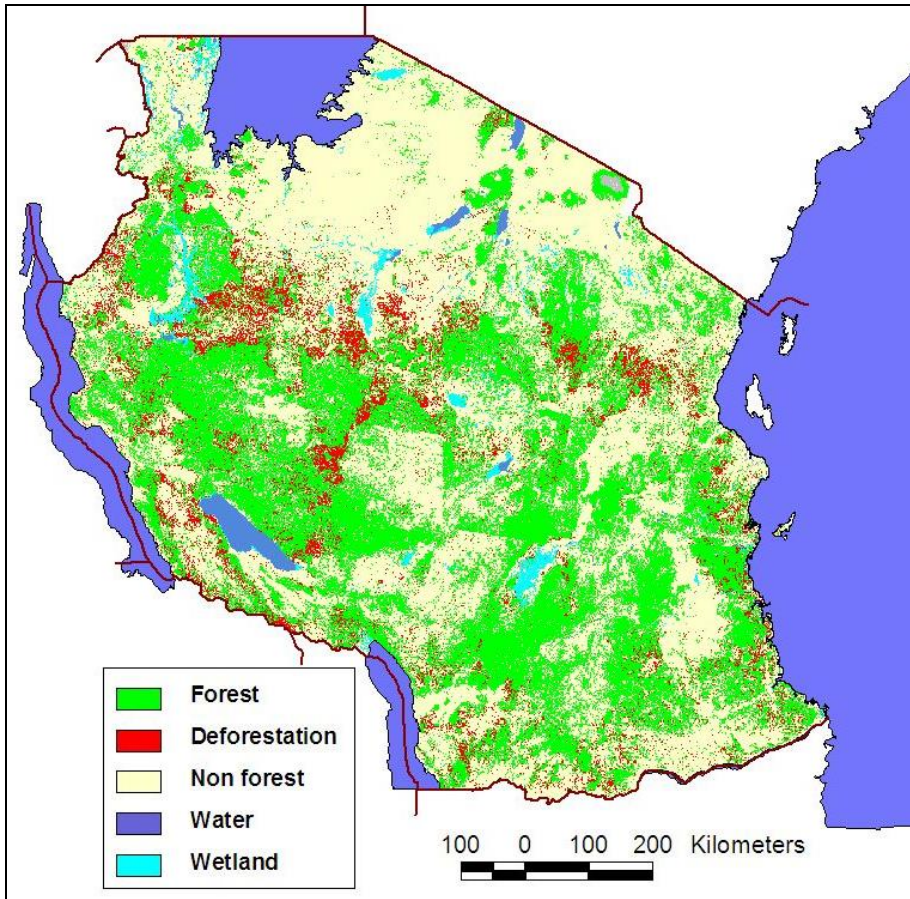 Forest
Deforestation
Non forest
Water
Wetland
100 0 100 200 Kilometers